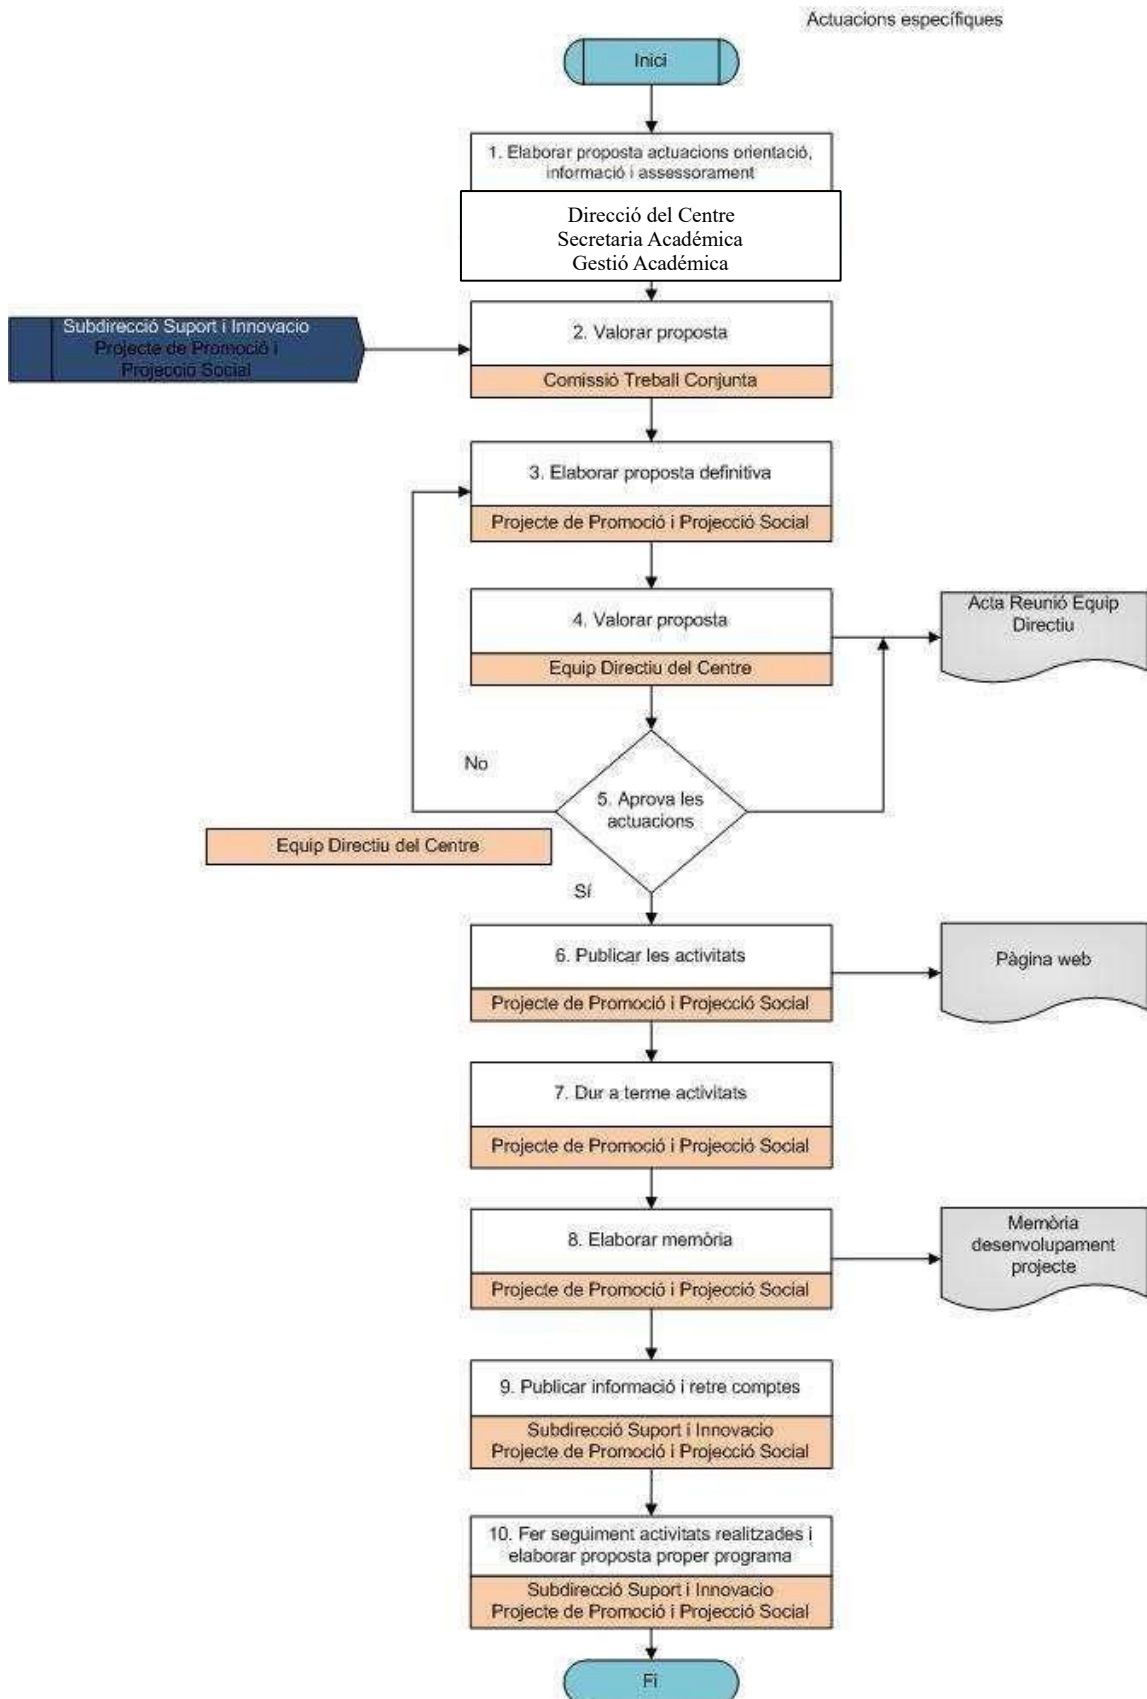 Actuacions específiques
Inici
1. Elaborar proposta actuacions orientació,
informació i assessorament
Direcció del Centre
Secretaria Académica
Gestió Académica
Subdirecció Suport i Innovacio
Projecte de Promoció i
Projecció Social
2. Valorar proposta
Comissió Treball Conjunta
3. Elaborar proposta definitiva
Projecte de Promoció i Projecció Social
4. Valorar proposta
Equip Directiu del Centre
Acta Reunió Equip
Directiu
No
5. Aprova les
actuacions
Equip Directiu del Centre
Sí
6. Publicar les activitats
Projecte de Promoció i Projecció Social
Pàgina web
7. Dur a terme activitats
Projecte de Promoció i Projecció Social
8. Elaborar memòria
Projecte de Promoció i Projecció Social
Memòria
desenvolupament
projecte
9. Publicar informació i retre comptes
Subdirecció Suport i Innovacio
Projecte de Promoció i Projecció Social
10. Fer seguiment activitats realitzades i
elaborar proposta proper programa
Subdirecció Suport i Innovacio
Projecte de Promoció i Projecció Social
Fi